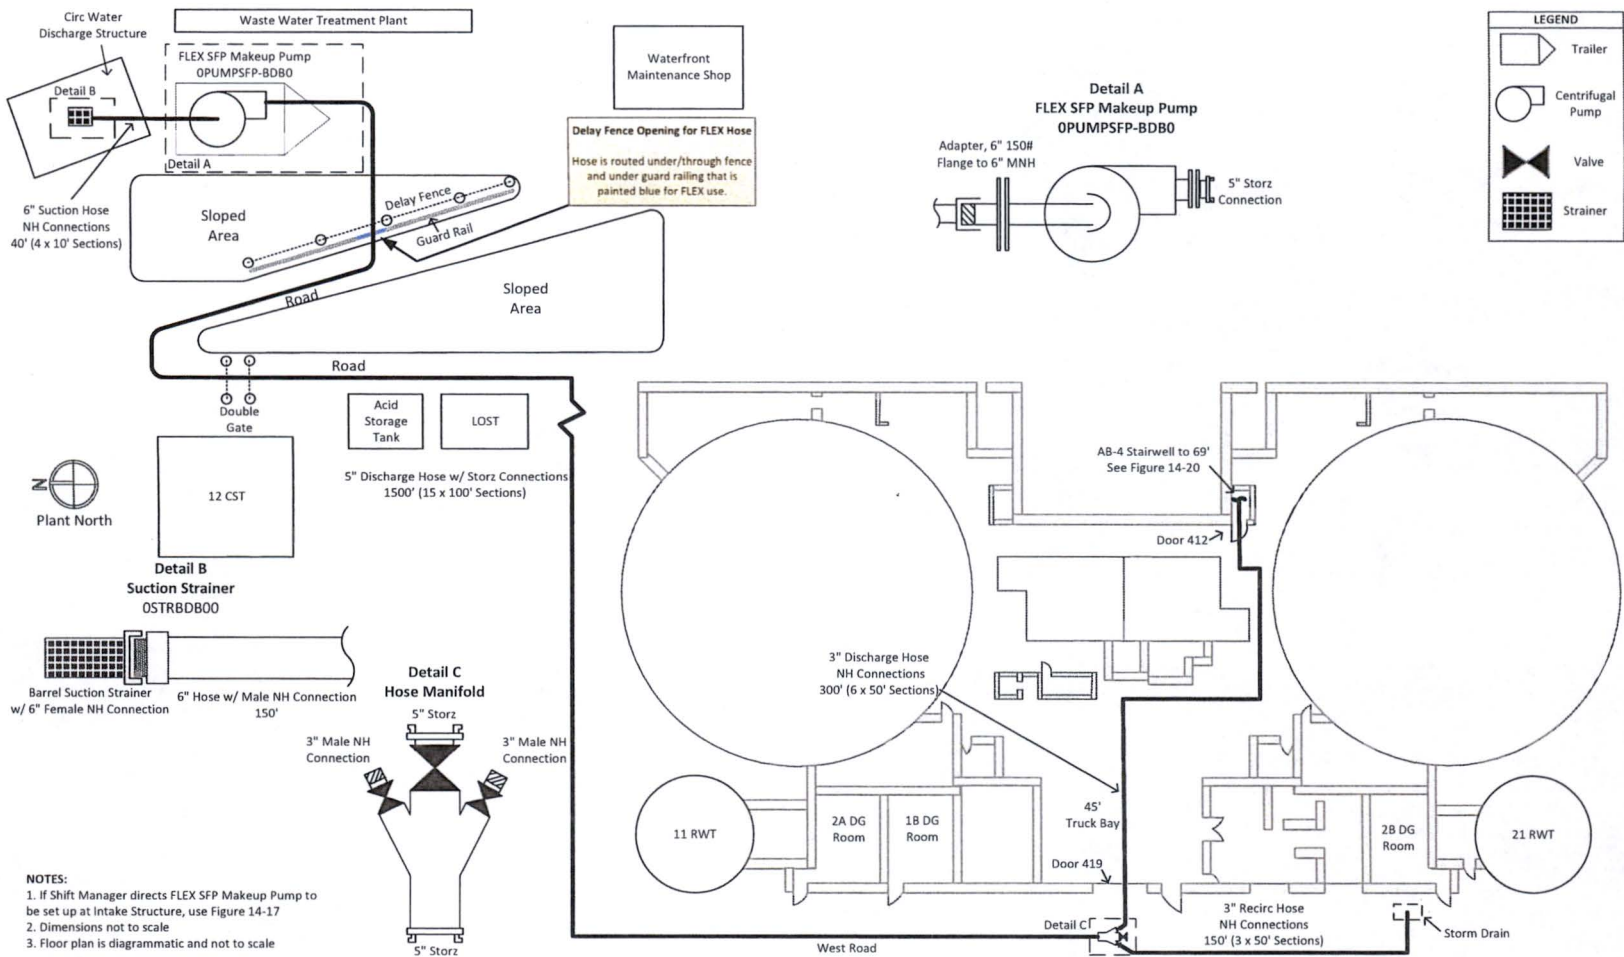 Circ Water
Discharge Structure
Waste Water Treatment Plant
FLEX SFP Makeup Pump
0PUMPSFP-BDB0
Detail B
Detail A
6" Suction Hose
NH Connections
40' (4 x 10' Sections)
Waterfront
Maintenance Shop
Delay Fence Opening for FLEX Hose
Hose is routed under/through fence
and under guard railing that is
painted blue for FLEX use.
Sloped
Area
Delay Fence
Guard Rail
Road
Sloped
Area
Road
Double
Gate
Acid
Storage
Tank
LOST
5" Discharge Hose w/ Storz Connections
1500' (15 x 100' Sections)
N
Plant North
12 CST
Detail A
FLEX SFP Makeup Pump
0PUMPSFP-BDB0
Adapter, 6" 150#
Flange to 6" MNH
5" Storz
Connection
LEGEND
Trailer
Centrifugal
Pump
Valve
Strainer
Detail B
Suction Strainer
0STRBDB00
Barrel Suction Strainer
w/ 6" Female NH Connection
6" Hose w/ Male NH Connection
150'
Detail C
Hose Manifold
5" Storz
3" Male NH
Connection
3" Male NH
Connection
5" Storz
AB-4 Stairwell to 69'
See Figure 14-20
Door 412
3" Discharge Hose
NH Connections
300' (6 x 50' Sections)
45'
Truck Bay
11 RWT
2A DG
Room
1B DG
Room
2B DG
Room
21 RWT
Door 419
Detail C
West Road
3" Recirc Hose
NH Connections
150' (3 x 50' Sections)
Storm Drain
NOTES:
1. If Shift Manager directs FLEX SFP Makeup Pump to
be set up at Intake Structure, use Figure 14-17
2. Dimensions not to scale
3. Floor plan is diagrammatic and not to scale